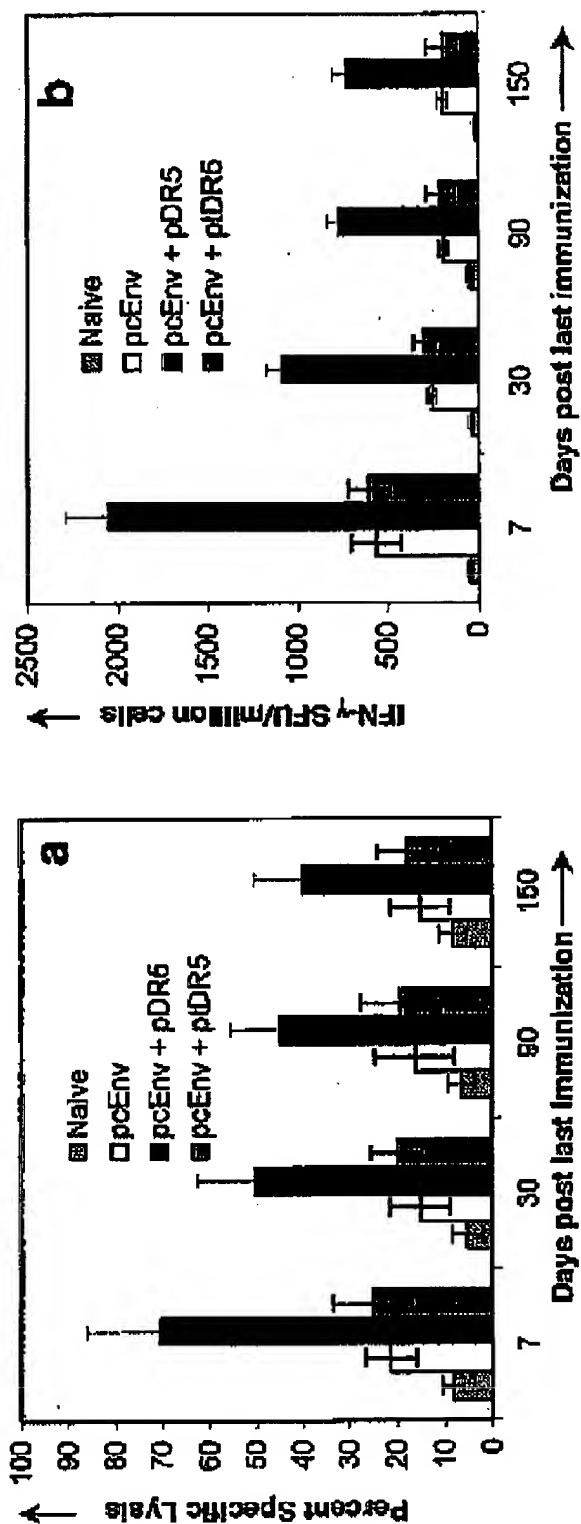 a
Percent Specific Lysis
100
90
80
70
60
50
40
30
20
10
0
Naive
pcEnv
pcEnv + pDR5
pcEnv + ptDR5
7 30 90 150
Days post last immunization
b
IFN-γ SFU/million cells
2500
2000
1500
1000
500
0
Naive
pcEnv
pcEnv + pDR5
pcEnv + ptDR5
7 30 90 150
Days post last immunization